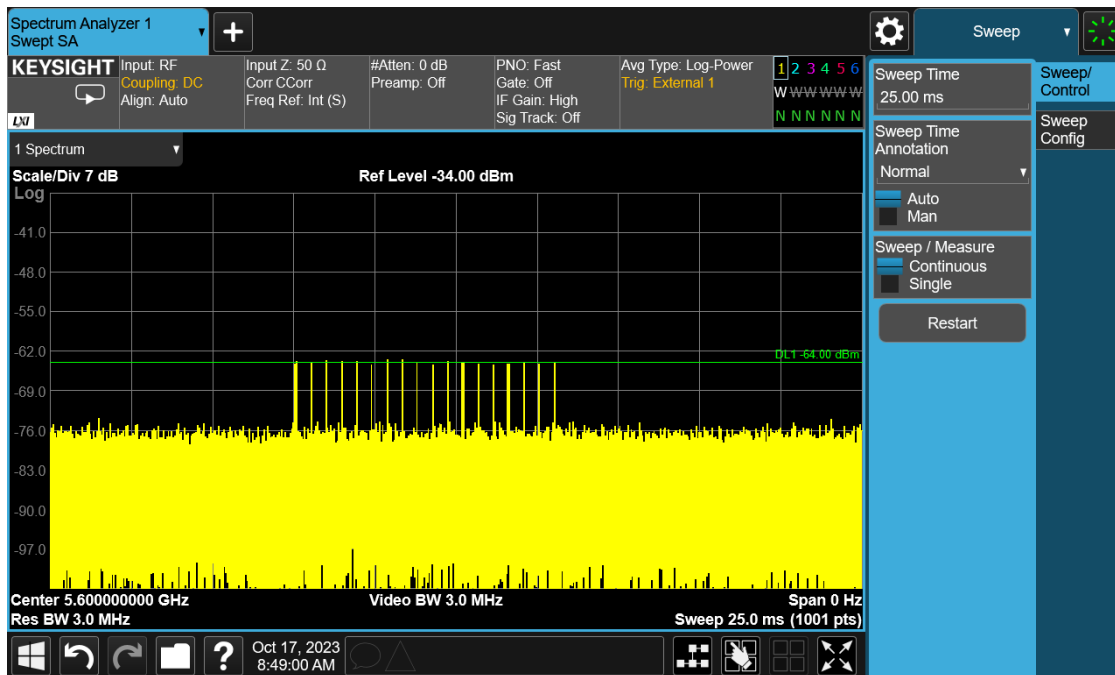 Spectrum Analyzer 1
Swept SA
+
Sweep
KEYSIGHT
LXI
Input: RF
Coupling: DC
Align: Auto
Input Z: 50 Ω
Corr CCorr
Freq Ref: Int (S)
#Atten: 0 dB
Preamp: Off
PNO: Fast
Gate: Off
IF Gain: High
Sig Track: Off
Avg Type: Log-Power
Trig: External 1
1 2 3 4 5 6
W W W W W W
N N N N N N
1 Spectrum
Scale/Div 7 dB
Ref Level -34.00 dBm
Log
-41.0
-48.0
-55.0
-62.0
DL1 -64.00 dBm
-69.0
-76.0
-83.0
-90.0
-97.0
Center 5.600000000 GHz
Video BW 3.0 MHz
Span 0 Hz
Res BW 3.0 MHz
Sweep 25.0 ms (1001 pts)
Sweep Time
25.00 ms
Sweep Time
Annotation
Normal
Auto
Man
Sweep / Measure
Continuous
Single
Restart
Sweep/
Control
Sweep
Config
?
Oct 17, 2023
8:49:00 AM